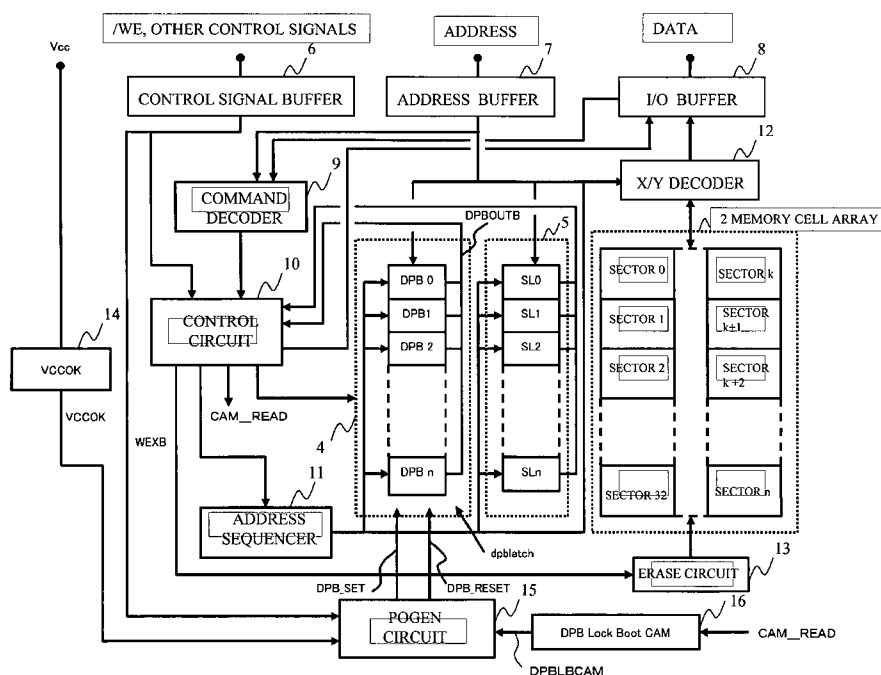 /WE, OTHER CONTROL SIGNALS
ADDRESS
DATA
Vcc
6
7
8
CONTROL SIGNAL BUFFER
ADDRESS BUFFER
I/O BUFFER
12
9
X/Y DECODER
COMMAND
DECODER
DPBOUTB
5
2 MEMORY CELL ARRAY
10
DPB 0
SL0
SECTOR 0
SECTOR k
14
CONTROL
CIRCUIT
DPB1
SL1
SECTOR 1
SECTOR
k+1
VCCOK
DPB 2
SL2
SECTOR 2
SECTOR
k+2
VCCOK
CAM_READ
WEXB
4
11
DPB n
SLn
SECTOR 32
SECTOR n
ADDRESS
SEQUENCER
dpblatch
13
DPB_SET
DPB_RESET
ERASE CIRCUIT
15
16
POGEN
CIRCUIT
DPB Lock Boot CAM
CAM_READ
DPBLBCAM